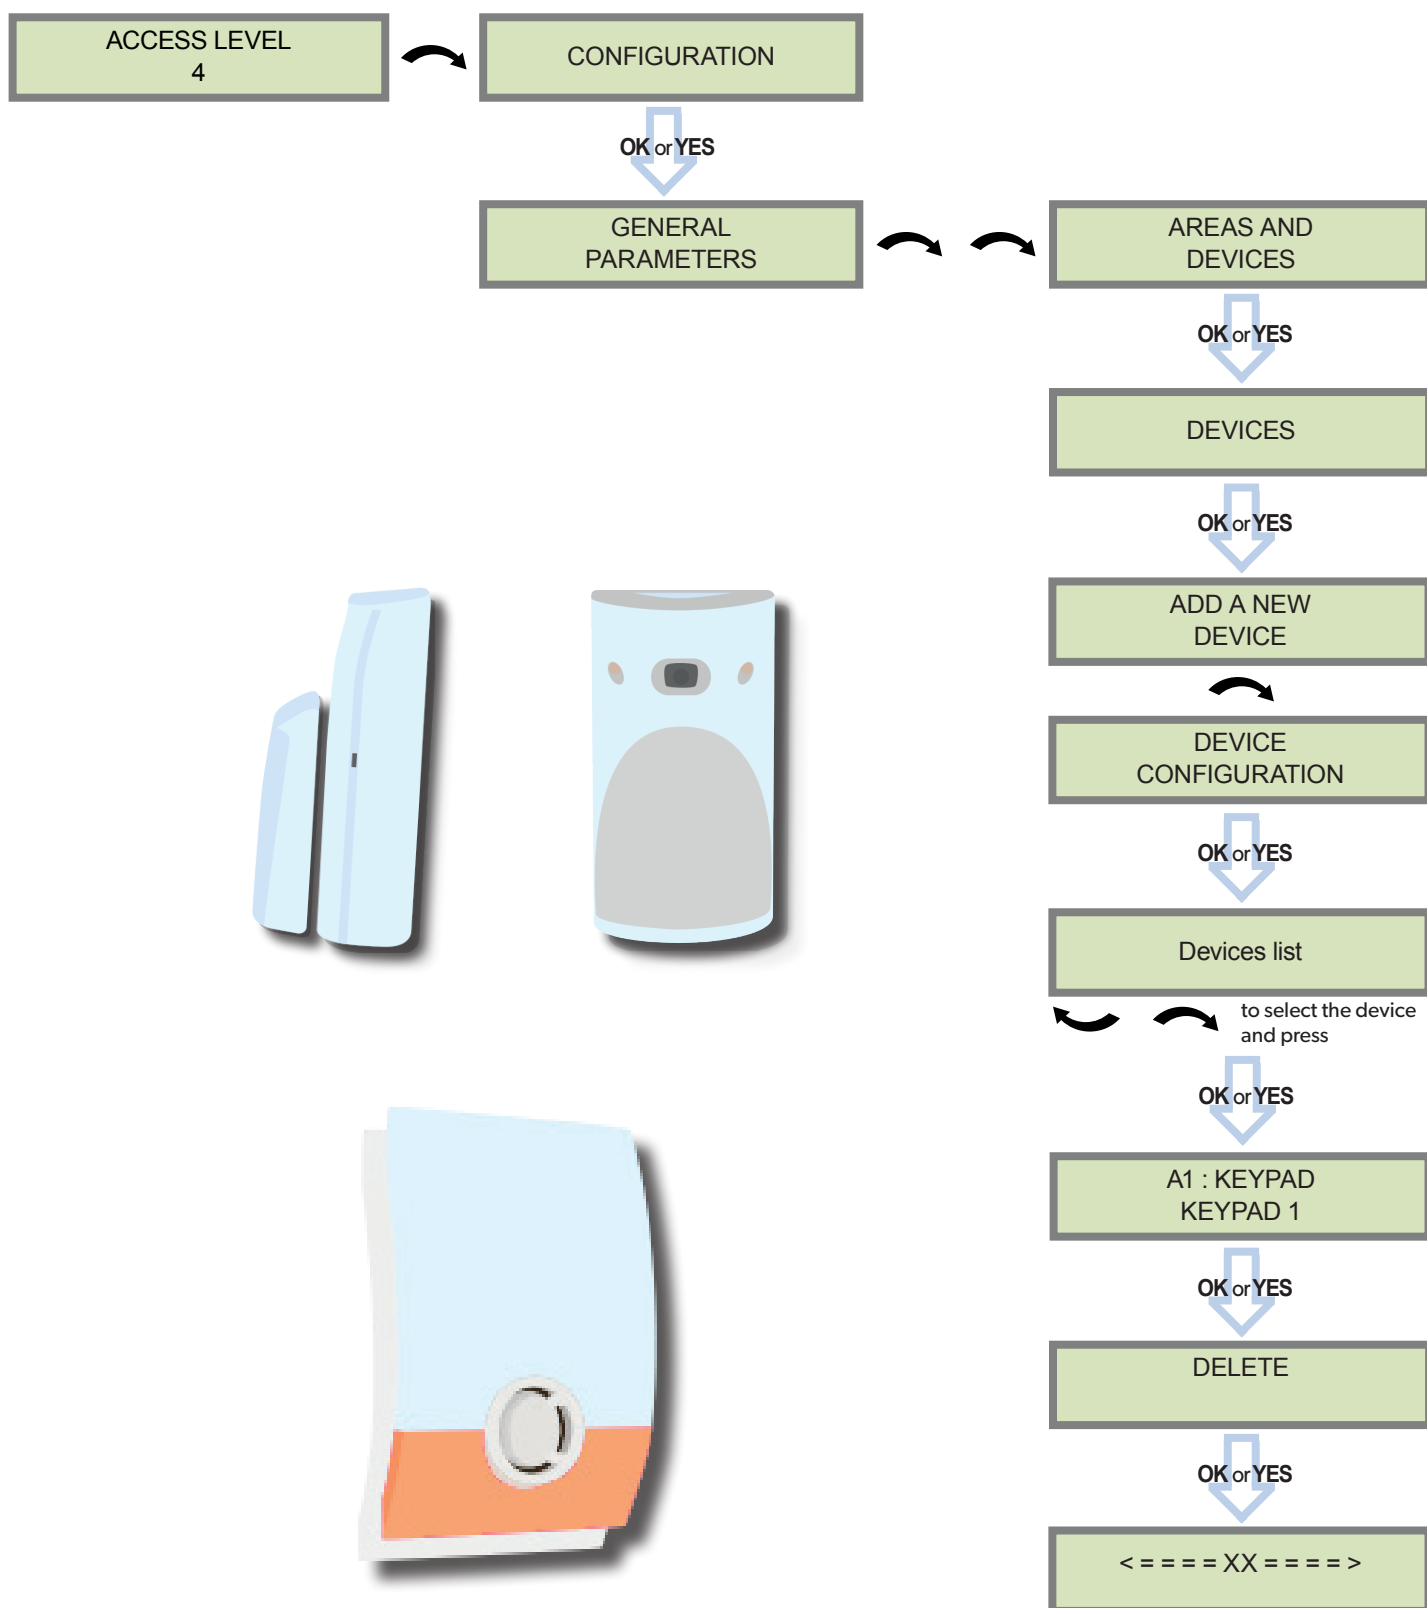 ACCESS LEVEL
4
CONFIGURATION
OK or YES
GENERAL
PARAMETERS
AREAS AND
DEVICES
OK or YES
DEVICES
OK or YES
ADD A NEW
DEVICE
DEVICE
CONFIGURATION
OK or YES
Devices list
to select the device
and press
OK or YES
A1 : KEYPAD
KEYPAD 1
OK or YES
DELETE
OK or YES
< = = = = XX = = = = >